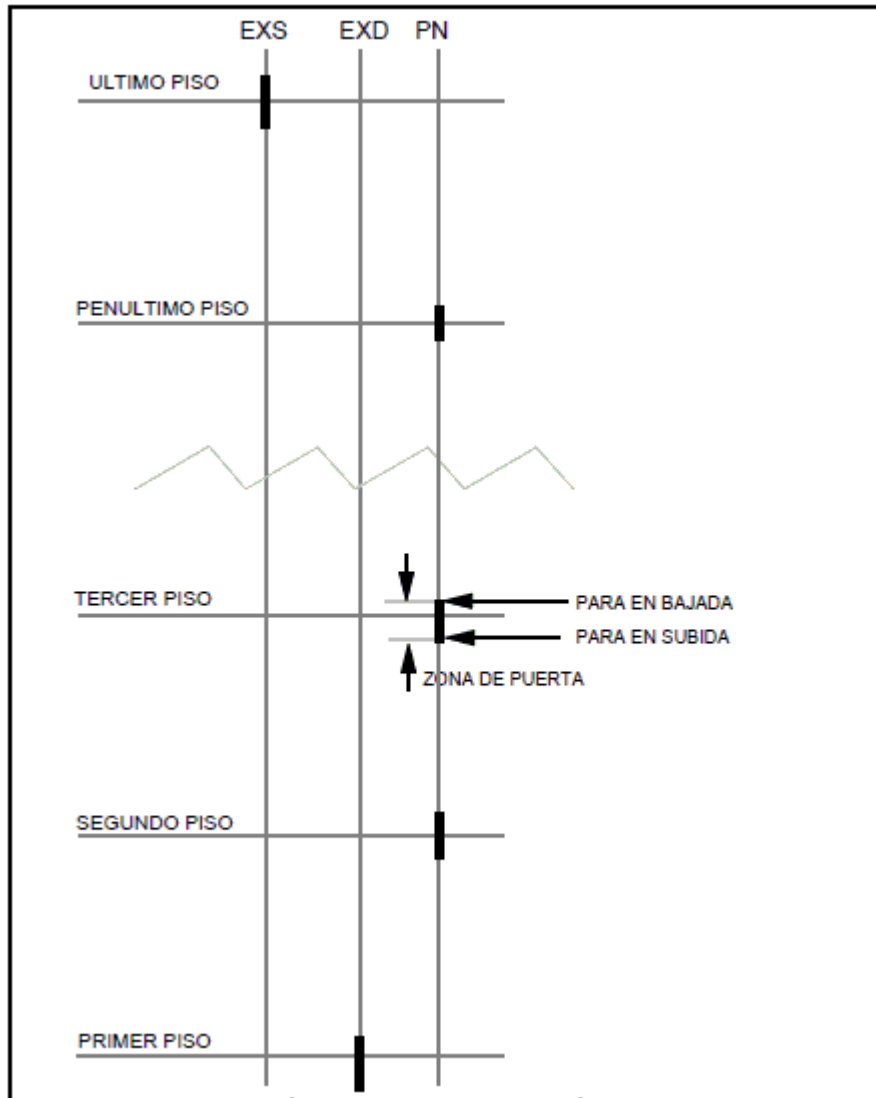 EXS EXD PN
ULTIMO PISO
PENULTIMO PISO
TERCER PISO
PARA EN BAJADA
PARA EN SUBIDA
ZONA DE PUERTA
SEGUNDO PISO
PRIMER PISO